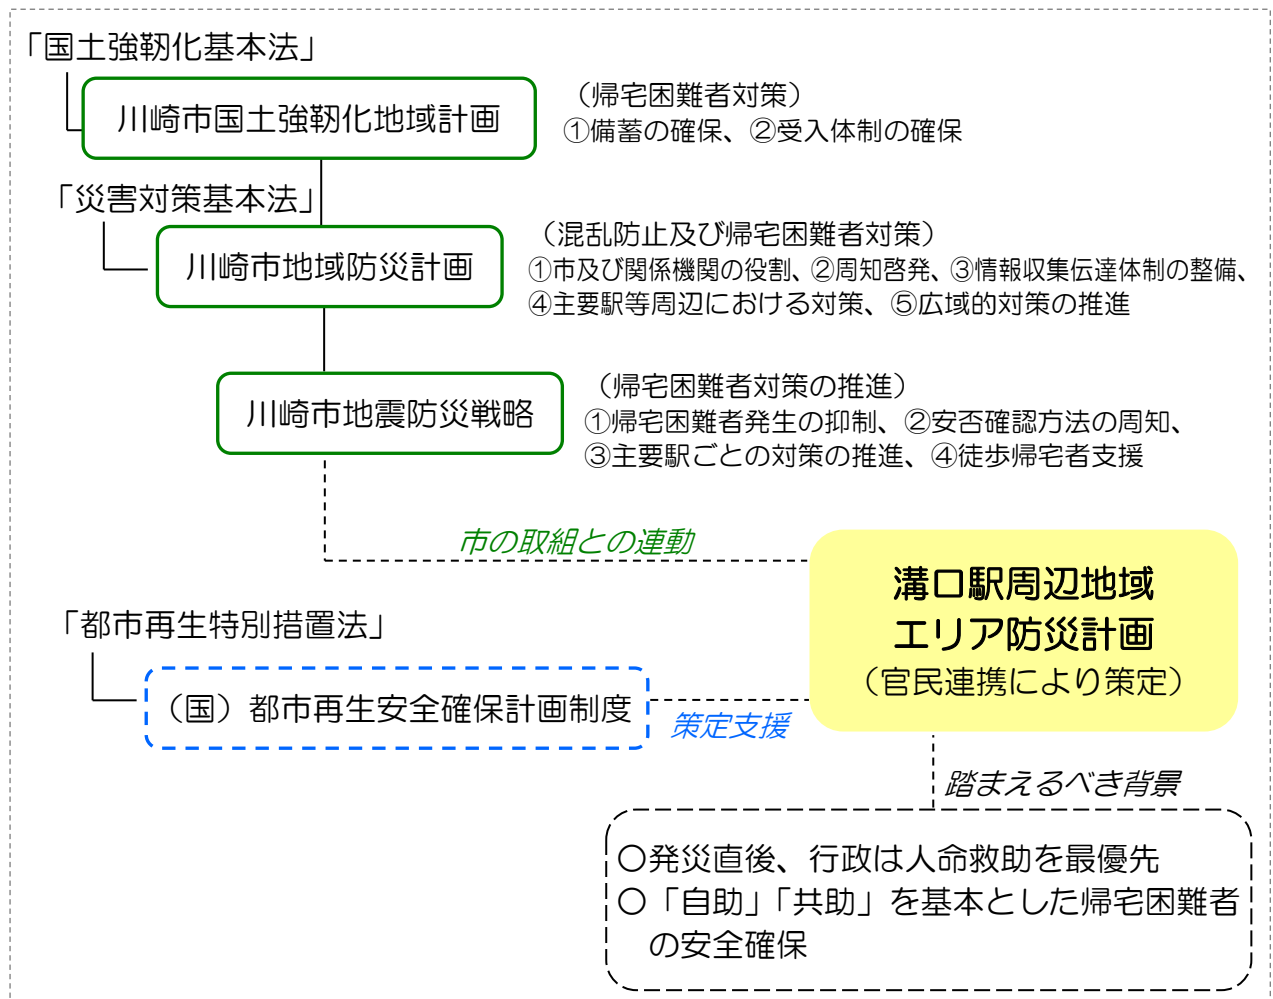 「国土強靭化基本法」
川崎市国土強靭化地域計画
（帰宅困難者対策）
①備蓄の確保、②受入体制の確保
「災害対策基本法」
川崎市地域防災計画
（混乱防止及び帰宅困難者対策）
①市及び関係機関の役割、②周知啓発、③情報収集伝達体制の整備、
④主要駅等周辺における対策、⑤広域的対策の推進
川崎市地震防災戦略
（帰宅困難者対策の推進）
①帰宅困難者発生の抑制、②安否確認方法の周知、
③主要駅ごとの対策の推進、④徒歩帰宅者支援
市の取組との連動
溝口駅周辺地域
エリア防災計画
（官民連携により策定）
「都市再生特別措置法」
（国）都市再生安全確保計画制度
策定支援
踏まえるべき背景
〇発災直後、行政は人命救助を最優先
〇「自助」「共助」を基本とした帰宅困難者
の安全確保